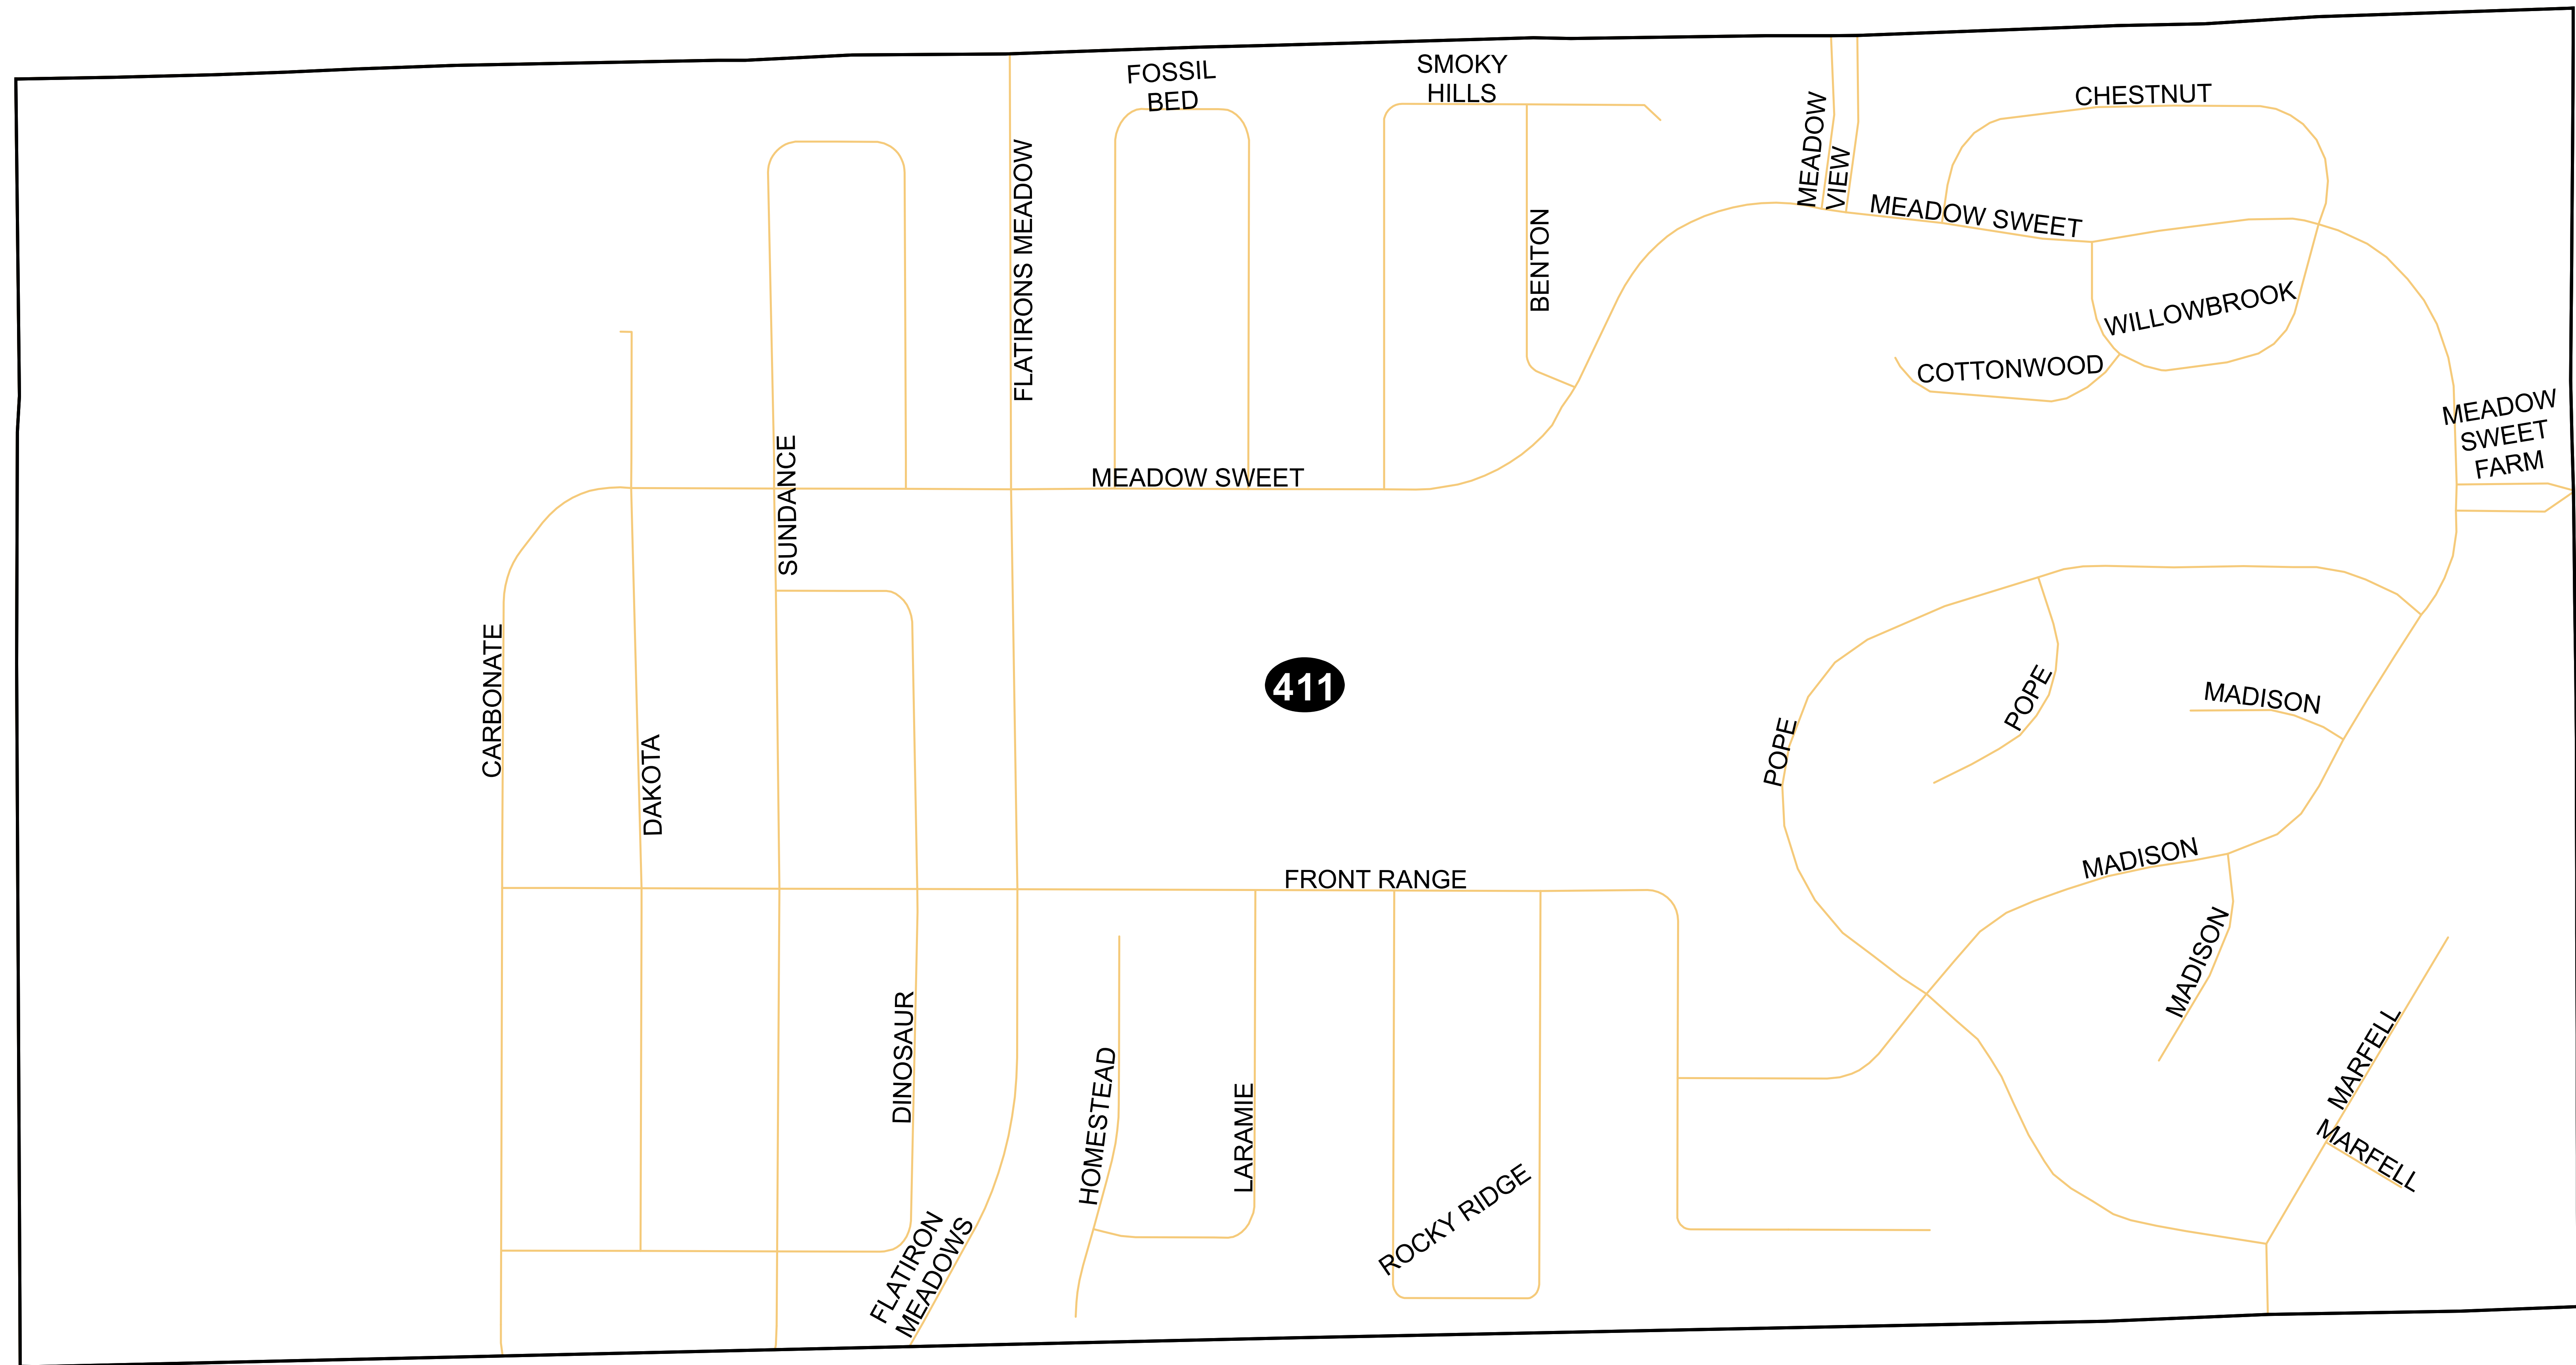 FOSSIL
BED
SMOKY
HILLS
CHESTNUT
MEADOW
VIEW
FLATIRONS MEADOW
BENTON
MEADOW SWEET
WILLOWBROOK
COTTONWOOD
MEADOW
SWEET
FARM
MEADOW SWEET
SUNDANCE
CARBONATE
DAKOTA
411
POPE
POPE
MADISON
FRONT RANGE
MADISON
MADISON
DINOSAUR
HOMESTEAD
LARAMIE
ROCKY RIDGE
MARFELL
MARFELL
FLATIRON
MEADOWS